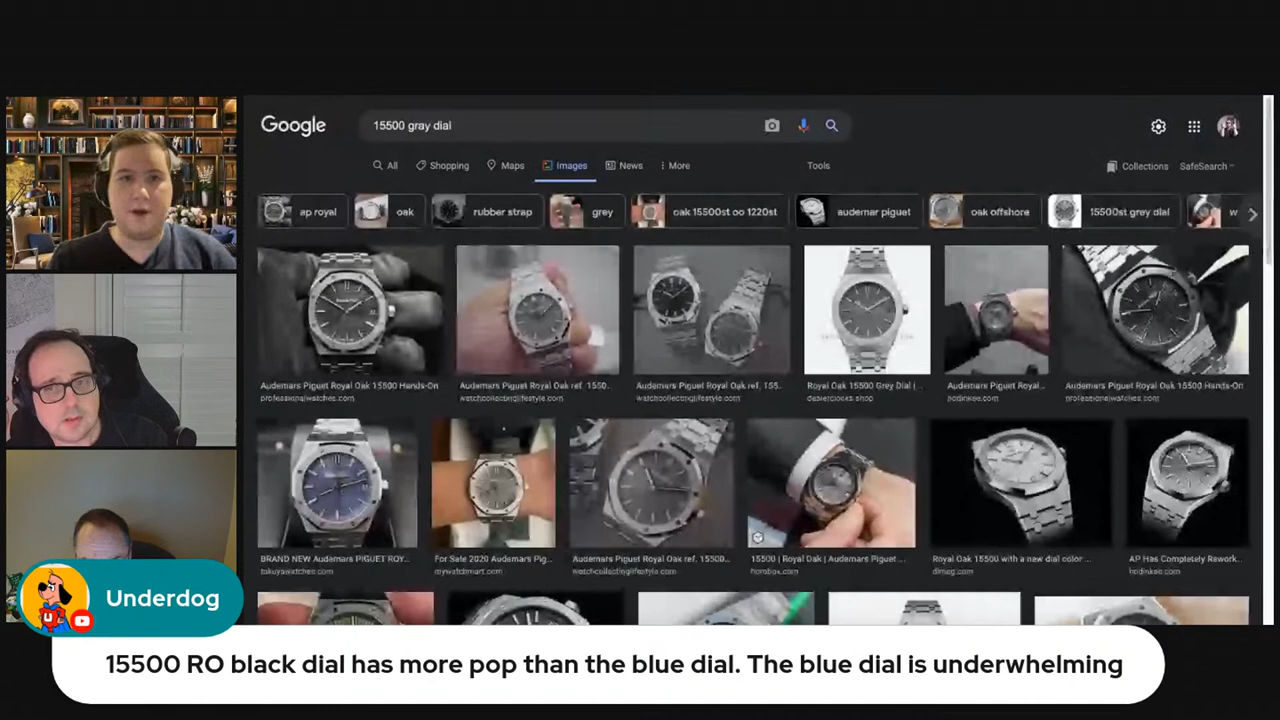 Google
15500 gray dial
All
Shopping
Maps
Images
News
More
Tools
Collections
SafeSearch
ap royal
oak
rubber strap
grey
oak 15500st oo 1220st
audemar piguet
oak offshore
15500st grey dial
w
Audemars Piguet Royal Oak 15500 Hands-On
Audemars Piguet Royal Oak ref. 1550...
Audemars Piguet Royal Oak ref. 155...
Royal Oak 15500 Grey Dial |
Audemars Piguet Royal...
Audemars Piguet Royal Oak 15500 Hands-On
professionalwatches.com
watchcollectinglifestyle.com
watchcollectinglifestyle.com
hodinkee.com
professionalwatches.com
BRAND NEW Audemars PIGUET ROY...
For Sale 2020 Audemars Pig...
Audemars Piguet Royal Oak ref. 15500...
15500 | Royal Oak | Audemars Piguet ...
Royal Oak 15500 with a new dial color ...
AP Has Completely Rework...
takuyawatches.com
mywatchmart.com
watchcollectinglifestyle.com
hodinkee.com
Underdog
15500 RO black dial has more pop than the blue dial. The blue dial is underwhelming